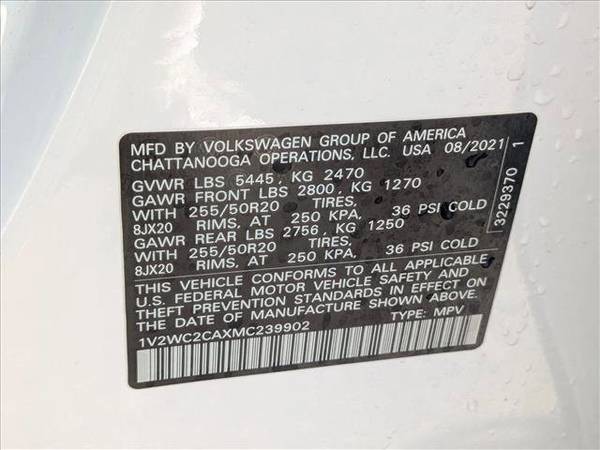 MFD BY VOLKSWAGEN GROUP OF AMERICA
CHATTANOOGA OPERATIONS, LLC. USA 08/2021
GVWR LBS 5445, KG 2470
GAWR FRONT LBS 2800, KG 1270
WITH 255/50R20 TIRES,
8JX20 RIMS, AT 250 KPA, 36 PSI COLD
GAWR REAR LBS 2756, KG 1250
WITH 255/50R20 TIRES,
8JX20 RIMS, AT 250 KPA, 36 PSI COLD
THIS VEHICLE CONFORMS TO ALL APPLICABLE
U.S. FEDERAL MOTOR VEHICLE SAFETY AND
THEFT PREVENTION STANDARDS IN EFFECT ON
THE DATE OF MANUFACTURE SHOWN ABOVE.
1V2WC2CAXMC239902 TYPE: MPV
3229370 1